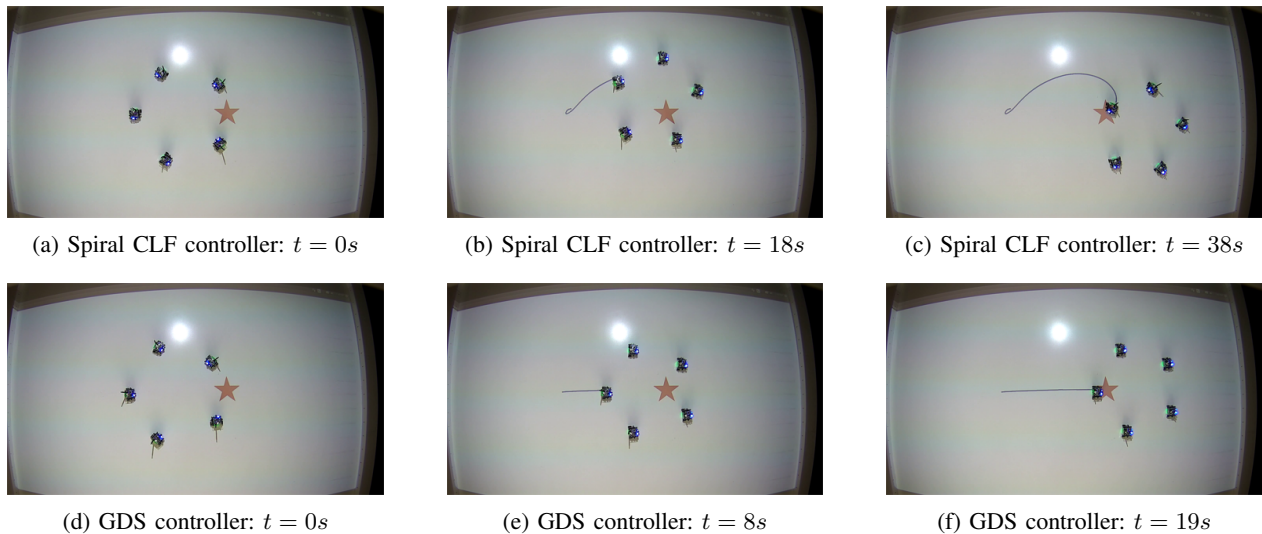 (a) Spiral CLF controller: t = 0s
(b) Spiral CLF controller: t = 18s
(c) Spiral CLF controller: t = 38s
(d) GDS controller: t = 0s
(e) GDS controller: t = 8s
(f) GDS controller: t = 19s